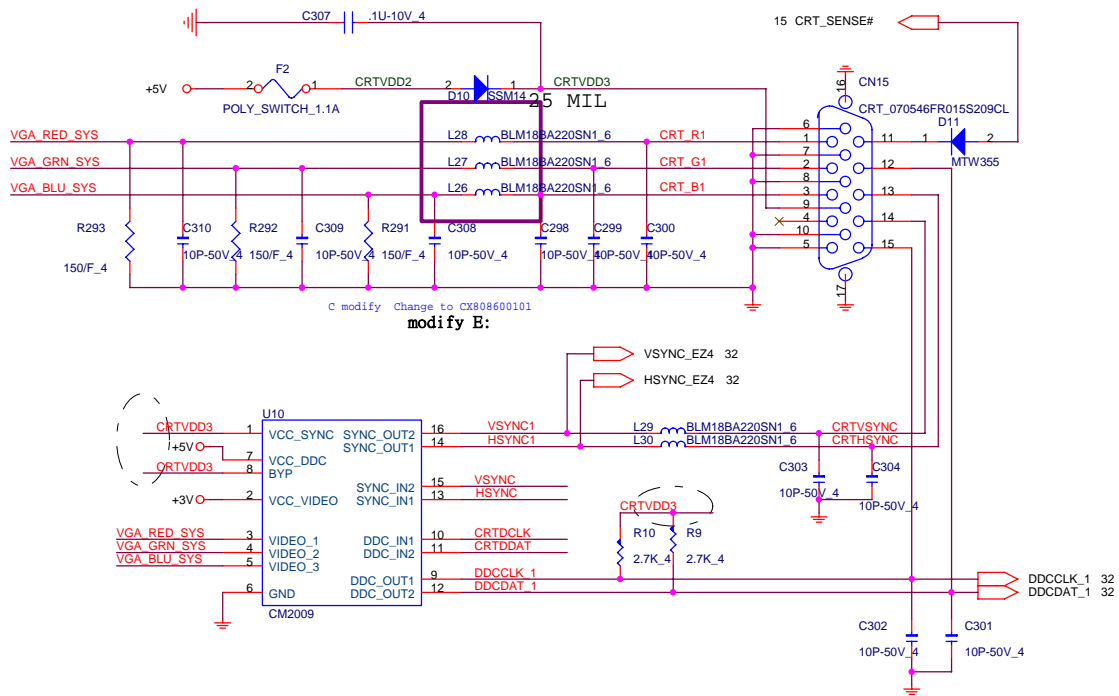 C307 .1U-10V_4
15 CRT_SENSE#
+5V
F2
2 1
POLY_SWITCH_1.1A
CRTVDD2
2 1
D10 SSM14
CRTVDD3
25 MIL
16
CN15
CRT_070546FR015S209CL
D11
1 2
MTW355
VGA_RED_SYS
L28 BLM18BA220SN1_6
CRT_R1
VGA_GRN_SYS
L27 BLM18BA220SN1_6
CRT_G1
VGA_BLU_SYS
L26 BLM18BA220SN1_6
CRT_B1
6
1
7
2
8
3
9
4
10
5
11
12
13
14
15
17
R293
150/F_4
C310
10P-50V_4
R292
150/F_4
C309
10P-50V_4
R291
150/F_4
C308
10P-50V_4
C298
10P-50V_4
C299
10P-50V_4
C300
10P-50V_4
C modify Change to CX808600101
modify E:
VSYNC_EZ4 32
HSYNC_EZ4 32
U10
CRTVDD3 1 VCC_SYNC
+5V 7 VCC_DDC
CRTVDD3 8 BYP
+3V 2 VCC_VIDEO
VGA_RED_SYS 3 VIDEO_1
VGA_GRN_SYS 4 VIDEO_2
VGA_BLU_SYS 5 VIDEO_3
6 GND
CM2009
SYNC_OUT2 16 VSYNC1
SYNC_OUT1 14 HSYNC1
SYNC_IN2 15 VSYNC
SYNC_IN1 13 HSYNC
DDC_IN1 10 CRTDCLK
DDC_IN2 11 CRTDDAT
DDC_OUT1 9 DDCCLK_1
DDC_OUT2 12 DDCDAT_1
L29 BLM18BA220SN1_6 CRTVSYNC
L30 BLM18BA220SN1_6 CRTHSYNC
C303
10P-50V_4
C304
10P-50V_4
CRTVDD3
R10
2.7K_4
R9
2.7K_4
DDCCLK_1 32
DDCDAT_1 32
C302
10P-50V_4
C301
10P-50V_4